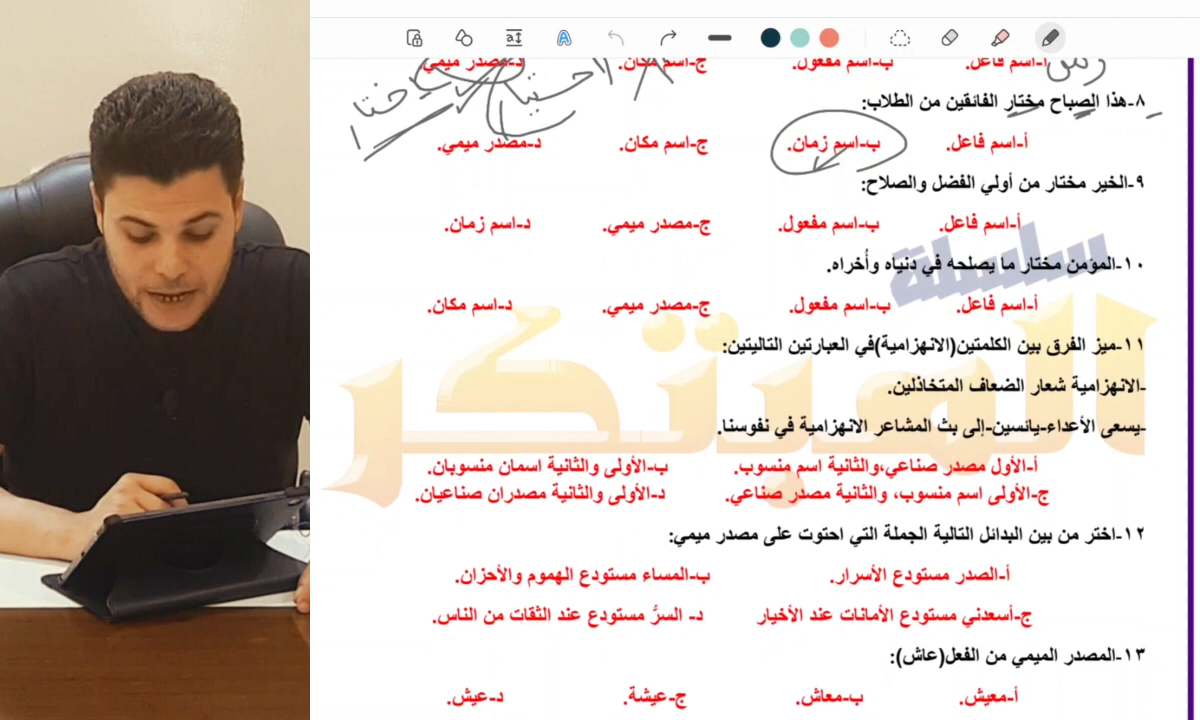 أ-اسم فاعل. ب-اسم مفعول. ج-اسم مكان. د-مصدر ميمي.
٨-هذا الصباح مختار الفائقين من الطلاب:
أ-اسم فاعل. ب-اسم زمان. ج-اسم مكان. د-مصدر ميمي.
٩-الخير مختار من أولي الفضل والصلاح:
أ-اسم فاعل. ب-اسم مفعول. ج-مصدر ميمي. د-اسم زمان.
١٠-المؤمن مختار ما يصلحه في دنياه وأُخراه.
أ-اسم فاعل. ب-اسم مفعول. ج-مصدر ميمي. د-اسم مكان.
١١-ميز الفرق بين الكلمتين(الانهزامية)في العبارتين التاليتين:
-الانهزامية شعار الضعاف المتخاذلين.
-يسعى الأعداء-يائسين-إلى بث المشاعر الانهزامية في نفوسنا.
أ-الأول مصدر صناعي،والثانية اسم منسوب. ب-الأولى والثانية اسمان منسوبان.
ج-الأولى اسم منسوب، والثانية مصدر صناعي. د-الأولى والثانية مصدران صناعيان.
١٢-اختر من بين البدائل التالية الجملة التي احتوت على مصدر ميمي:
أ-الصدر مستودع الأسرار. ب-المساء مستودع الهموم والأحزان.
ج-أسعدني مستودع الأمانات عند الأخيار د- السرُّ مستودع عند الثقات من الناس.
١٣-المصدر الميمي من الفعل(عاش):
أ-معيش. ب-معاش. ج-عيشة. د-عيش.
سلسلة
المبتكر